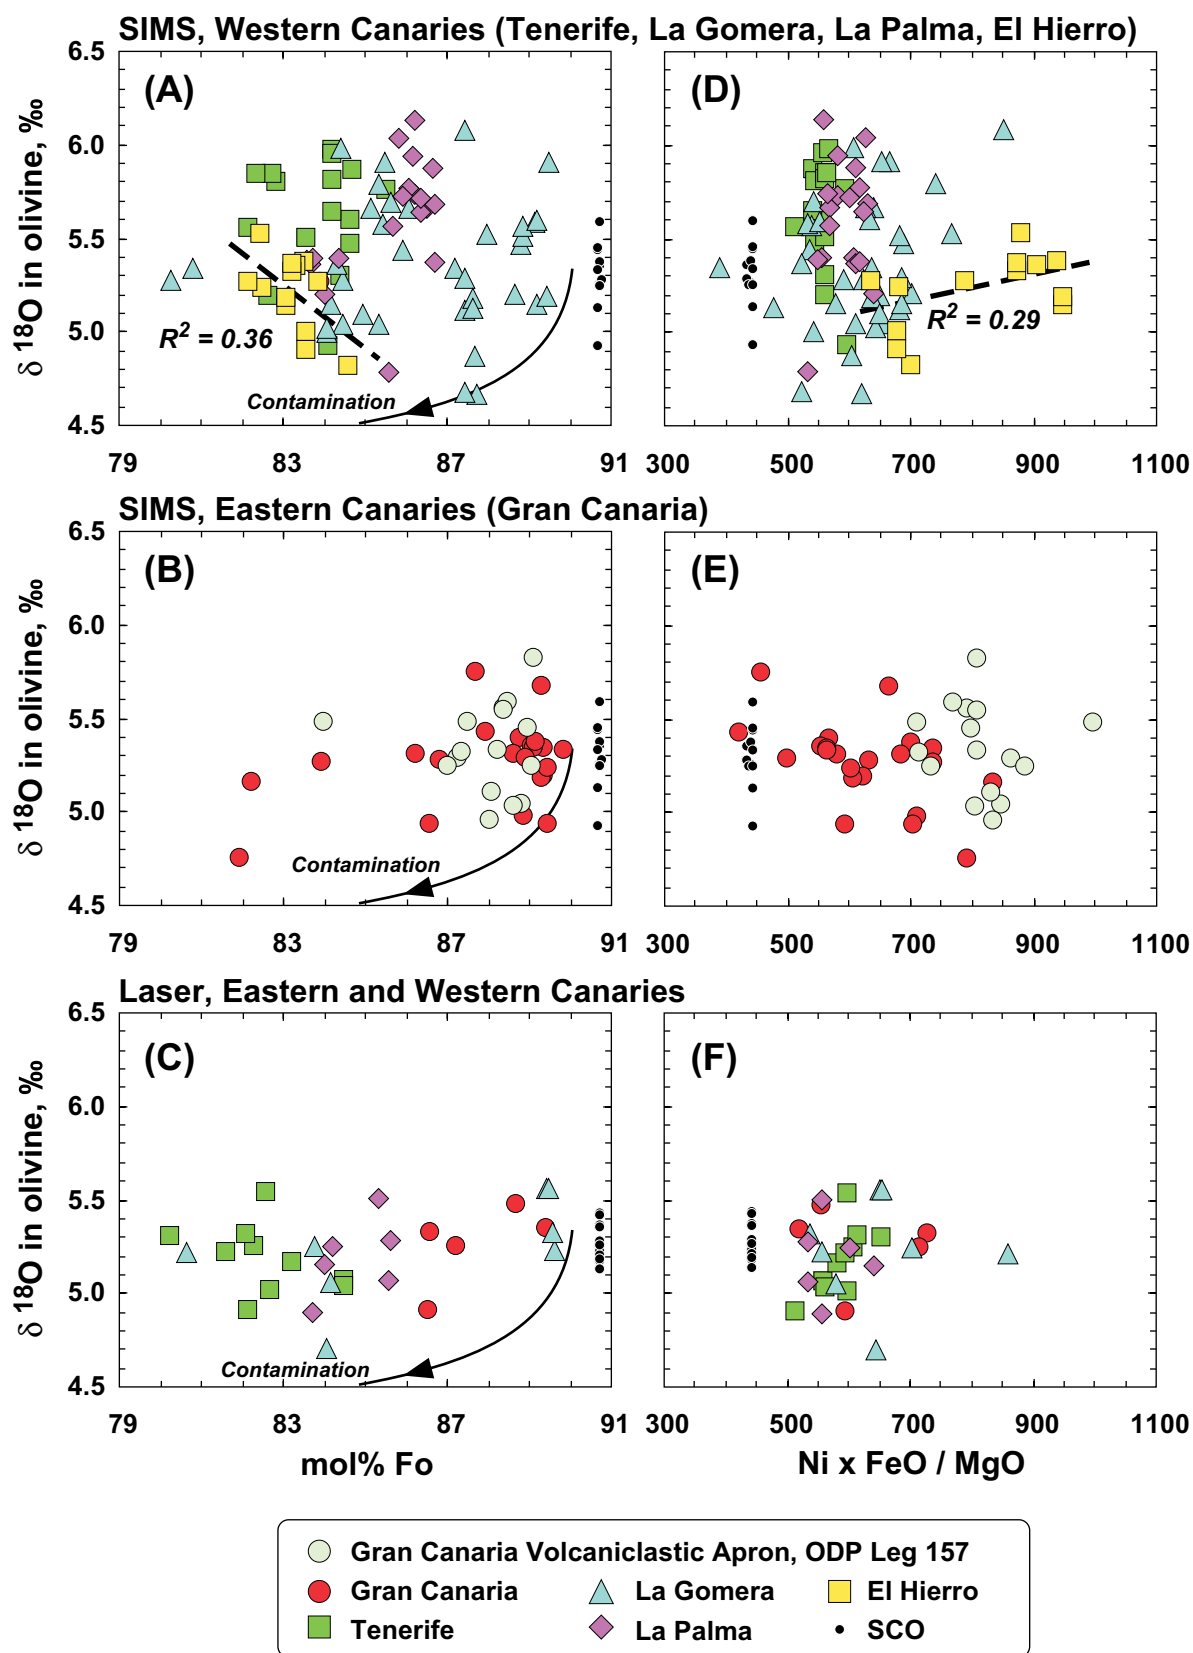 SIMS, Western Canaries (Tenerife, La Gomera, La Palma, El Hierro)
6.5
6.0
5.5
5.0
4.5
δ 18O in olivine, ‰
(A)
R2 = 0.36
Contamination
79 83 87 91
(D)
R2 = 0.29
300 500 700 900 1100
SIMS, Eastern Canaries (Gran Canaria)
6.5
6.0
5.5
5.0
4.5
δ 18O in olivine, ‰
(B)
Contamination
79 83 87 91
(E)
300 500 700 900 1100
Laser, Eastern and Western Canaries
6.5
6.0
5.5
5.0
4.5
δ 18O in olivine, ‰
(C)
Contamination
79 83 87 91
mol% Fo
(F)
300 500 700 900 1100
Ni x FeO / MgO
Gran Canaria Volcaniclastic Apron, ODP Leg 157
Gran Canaria La Gomera El Hierro
Tenerife La Palma SCO